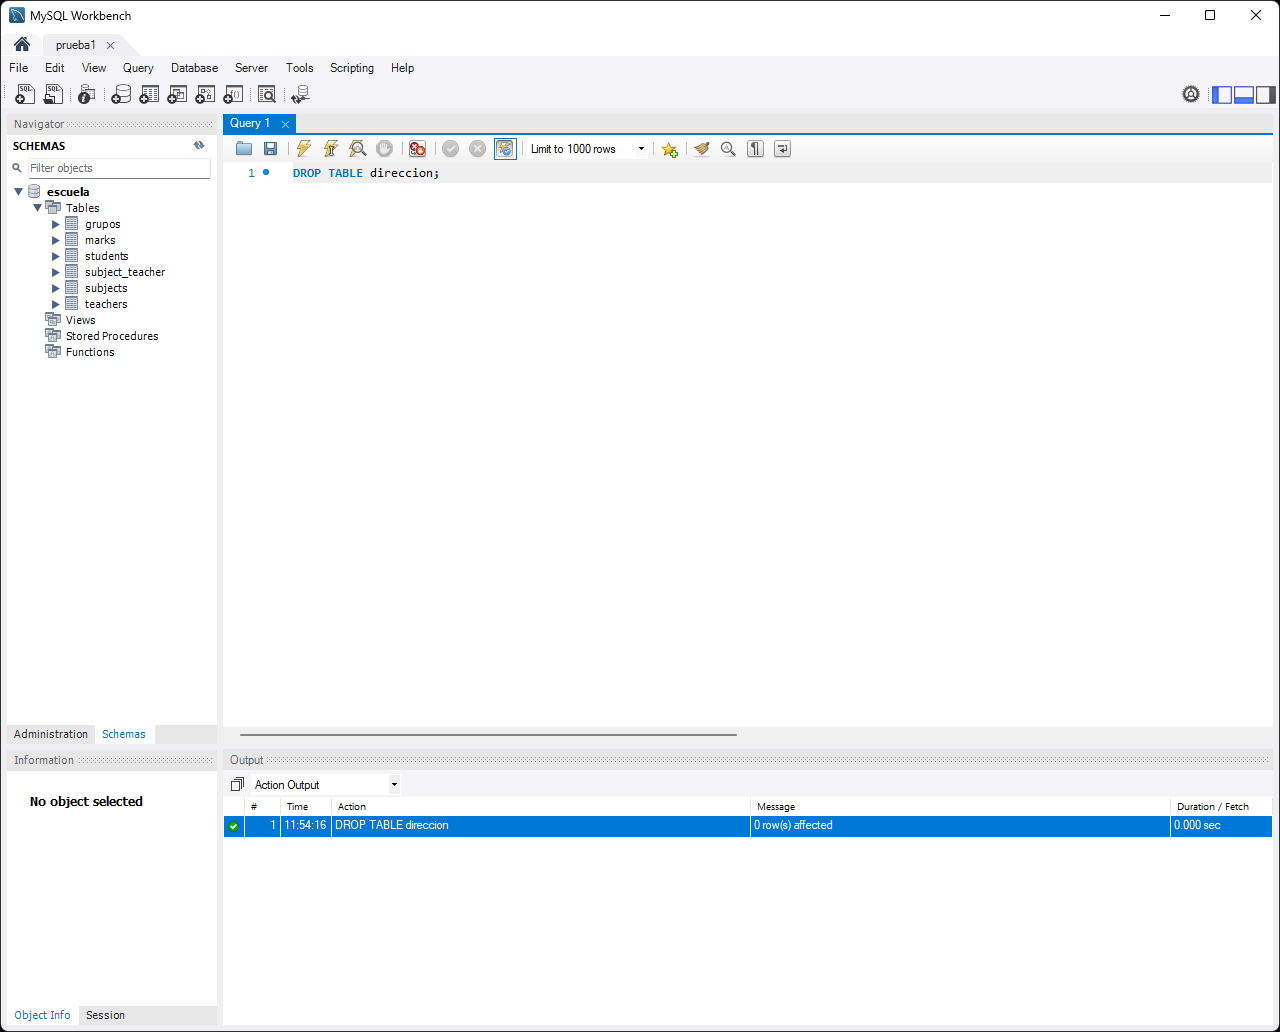 MySQL Workbench
prueba1
File Edit View Query Database Server Tools Scripting Help
Navigator
SCHEMAS
Filter objects
escuela
Tables
grupos
marks
students
subject_teacher
subjects
teachers
Views
Stored Procedures
Functions
Administration Schemas
Information
No object selected
Object Info Session
Query 1
Limit to 1000 rows
1 DROP TABLE direccion;
Output
Action Output
# Time Action Message Duration / Fetch
1 11:54:16 DROP TABLE direccion 0 row(s) affected 0.000 sec